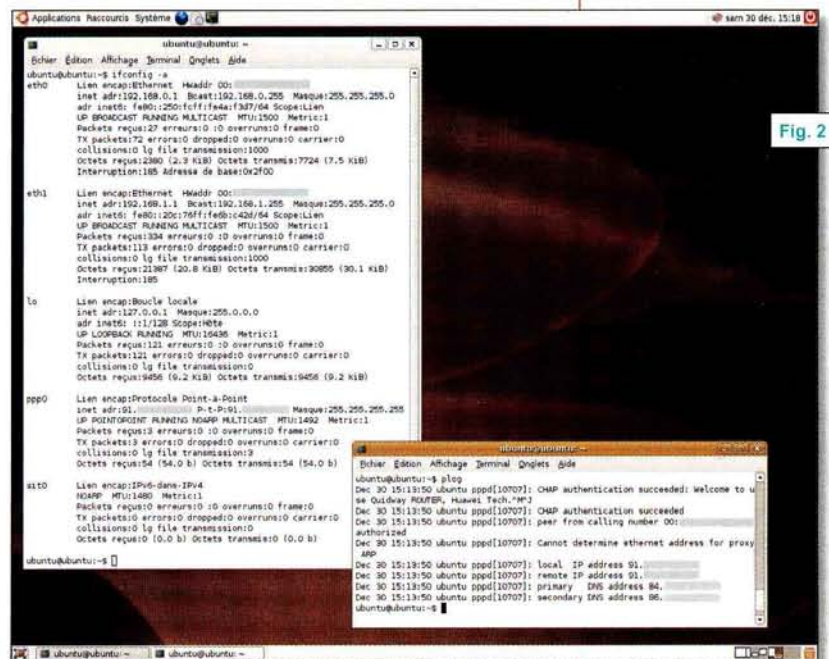 Applications Raccourcis Système
sam 30 déc, 15:18
ubuntu@ubuntu: ~
Fichier Édition Affichage Terminal Onglets Aide
ubuntu@ubuntu:~$ ifconfig -a
eth0 Lien encap:Ethernet HWaddr 00:
inet adr:192.168.0.1 Bcast:192.168.0.255 Masque:255.255.255.0
adr inet6: fe80::250:fcff:fe4a:f3d7/64 Scope:Lien
UP BROADCAST RUNNING MULTICAST MTU:1500 Metric:1
Packets reçus:27 erreurs:0 :0 overruns:0 frame:0
TX packets:72 errors:0 dropped:0 overruns:0 carrier:0
collisions:0 lg file transmission:1000
Octets reçus:2380 (2.3 KiB) Octets transmis:7724 (7.5 KiB)
Interruption:185 Adresse de base:0x2f00
eth1 Lien encap:Ethernet HWaddr 00:
inet adr:192.168.1.1 Bcast:192.168.1.255 Masque:255.255.255.0
adr inet6: fe80::20c:76ff:fe6b:c42d/64 Scope:Lien
UP BROADCAST RUNNING MULTICAST MTU:1500 Metric:1
Packets reçus:334 erreurs:0 :0 overruns:0 frame:0
TX packets:113 errors:0 dropped:0 overruns:0 carrier:0
collisions:0 lg file transmission:1000
Octets reçus:21387 (20.8 KiB) Octets transmis:30855 (30.1 KiB)
Interruption:185
lo Lien encap:Boucle locale
inet adr:127.0.0.1 Masque:255.0.0.0
adr inet6: ::1/128 Scope:Hôte
UP LOOPBACK RUNNING MTU:16436 Metric:1
Packets reçus:121 erreurs:0 :0 overruns:0 frame:0
TX packets:121 errors:0 dropped:0 overruns:0 carrier:0
collisions:0 lg file transmission:0
Octets reçus:9456 (9.2 KiB) Octets transmis:9456 (9.2 KiB)
ppp0 Lien encap:Protocole Point-à-Point
inet adr:91. P-t-P:91. Masque:255.255.255.255
UP POINTOPOINT RUNNING NOARP MULTICAST MTU:1492 Metric:1
Packets reçus:3 erreurs:0 :0 overruns:0 frame:0
TX packets:3 errors:0 dropped:0 overruns:0 carrier:0
collisions:0 lg file transmission:3
Octets reçus:54 (54.0 b) Octets transmis:54 (54.0 b)
sit0 Lien encap:IPv6-dans-IPv4
NOARP MTU:1480 Metric:1
Packets reçus:0 erreurs:0 :0 overruns:0 frame:0
TX packets:0 errors:0 dropped:0 overruns:0 carrier:0
collisions:0 lg file transmission:0
Octets reçus:0 (0.0 b) Octets transmis:0 (0.0 b)
ubuntu@ubuntu:~$
Fig. 2
ubuntu@ubuntu: ~
Fichier Édition Affichage Terminal Onglets Aide
ubuntu@ubuntu:~$ plog
Dec 30 15:13:50 ubuntu pppd[10707]: CHAP authentication succeeded: Welcome to u
se Quidway ROUTER, Huawei Tech.^M^J
Dec 30 15:13:50 ubuntu pppd[10707]: CHAP authentication succeeded
Dec 30 15:13:50 ubuntu pppd[10707]: peer from calling number 00:
authorized
Dec 30 15:13:50 ubuntu pppd[10707]: Cannot determine ethernet address for proxy
ARP
Dec 30 15:13:50 ubuntu pppd[10707]: local IP address 91.
Dec 30 15:13:50 ubuntu pppd[10707]: remote IP address 91.
Dec 30 15:13:50 ubuntu pppd[10707]: primary DNS address 84.
Dec 30 15:13:50 ubuntu pppd[10707]: secondary DNS address 86.
ubuntu@ubuntu:~$
ubuntu@ubuntu: ~ ubuntu@ubuntu: ~